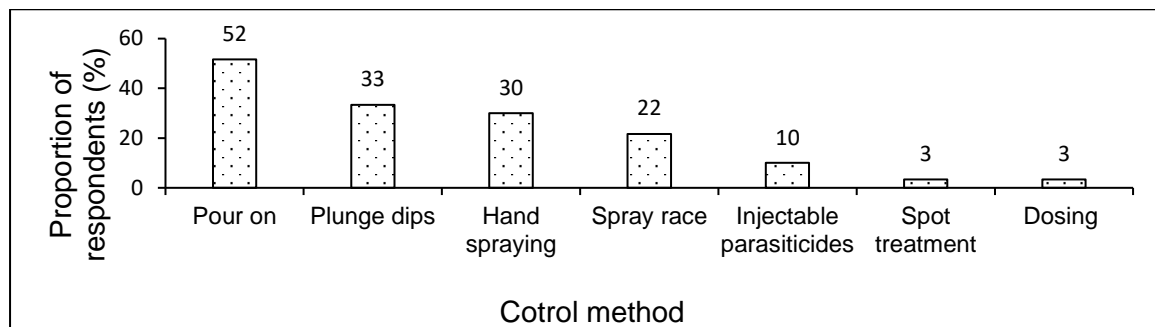 Proportion of
respondents (%)
60
40
20
0
52
33
30
22
10
3
3
Pour on
Plunge dips
Hand
spraying
Spray race
Injectable
parasiticides
Spot
treatment
Dosing
Cotrol method